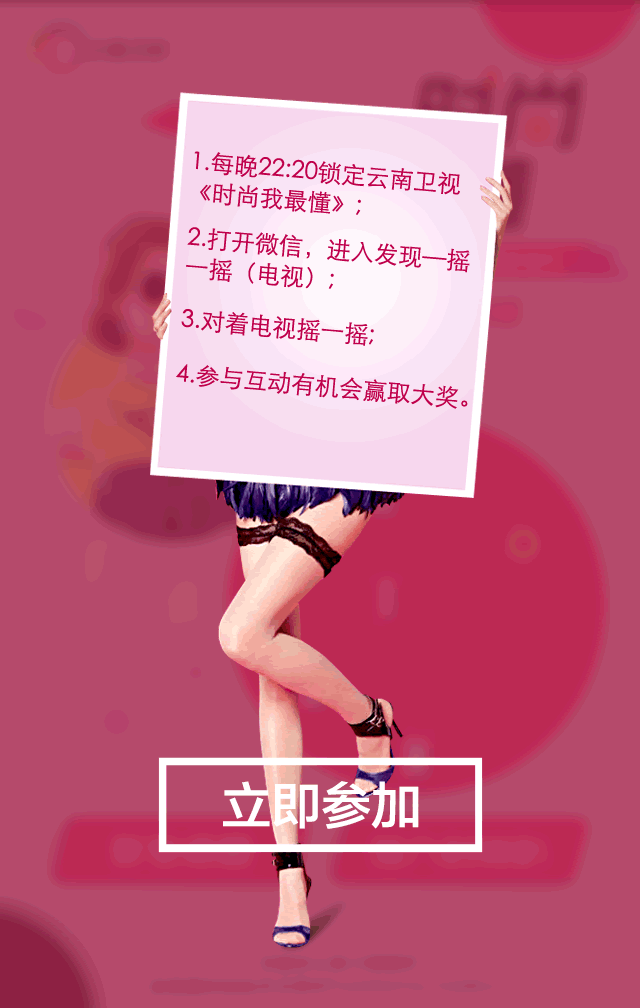 1.每晚22:20锁定云南卫视
《时尚我最懂》;
2.打开微信，进入发现—摇
一摇（电视）;
3.对着电视摇一摇;
4.参与互动有机会赢取大奖。
立即参加